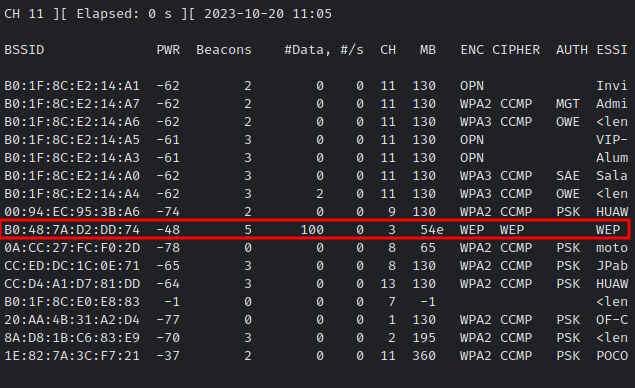 CH 11 ][ Elapsed: 0 s ][ 2023-10-20 11:05
BSSID PWR Beacons #Data, #/s CH MB ENC CIPHER AUTH ESSI
B0:1F:8C:E2:14:A1 -62 2 0 0 11 130 OPN Invi
B0:1F:8C:E2:14:A7 -62 2 0 0 11 130 WPA2 CCMP MGT Admi
B0:1F:8C:E2:14:A6 -62 2 0 0 11 130 WPA3 CCMP OWE <len
B0:1F:8C:E2:14:A5 -61 3 0 0 11 130 OPN VIP-
B0:1F:8C:E2:14:A3 -61 3 0 0 11 130 OPN Alum
B0:1F:8C:E2:14:A0 -62 3 0 0 11 130 WPA3 CCMP SAE Sala
B0:1F:8C:E2:14:A4 -62 3 2 0 11 130 WPA3 CCMP OWE <len
00:94:EC:95:3B:A6 -74 2 0 0 9 130 WPA2 CCMP PSK HUAW
B0:48:7A:D2:DD:74 -48 5 100 0 3 54e WEP WEP WEP
0A:CC:27:FC:F0:2D -78 0 0 0 8 65 WPA2 CCMP PSK moto
CC:ED:DC:1C:0E:71 -65 3 0 0 8 130 WPA2 CCMP PSK JPab
CC:D4:A1:D7:81:DD -64 3 0 0 13 130 WPA2 CCMP PSK HUAW
B0:1F:8C:E0:E8:83 -1 0 0 0 7 -1 <len
20:AA:4B:31:A2:D4 -77 0 0 0 1 130 WPA2 CCMP PSK OF-C
8A:D8:1B:C6:83:E9 -70 3 0 0 2 195 WPA2 CCMP PSK <len
1E:82:7A:3C:F7:21 -37 2 0 0 11 360 WPA2 CCMP PSK POCO